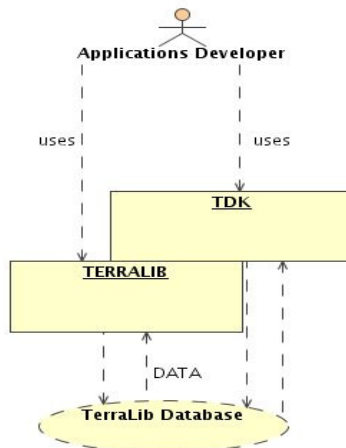 Applications Developer
uses
uses
TDK
TERRALIB
DATA
TerraLib Database